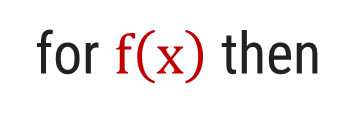 for f(x) then